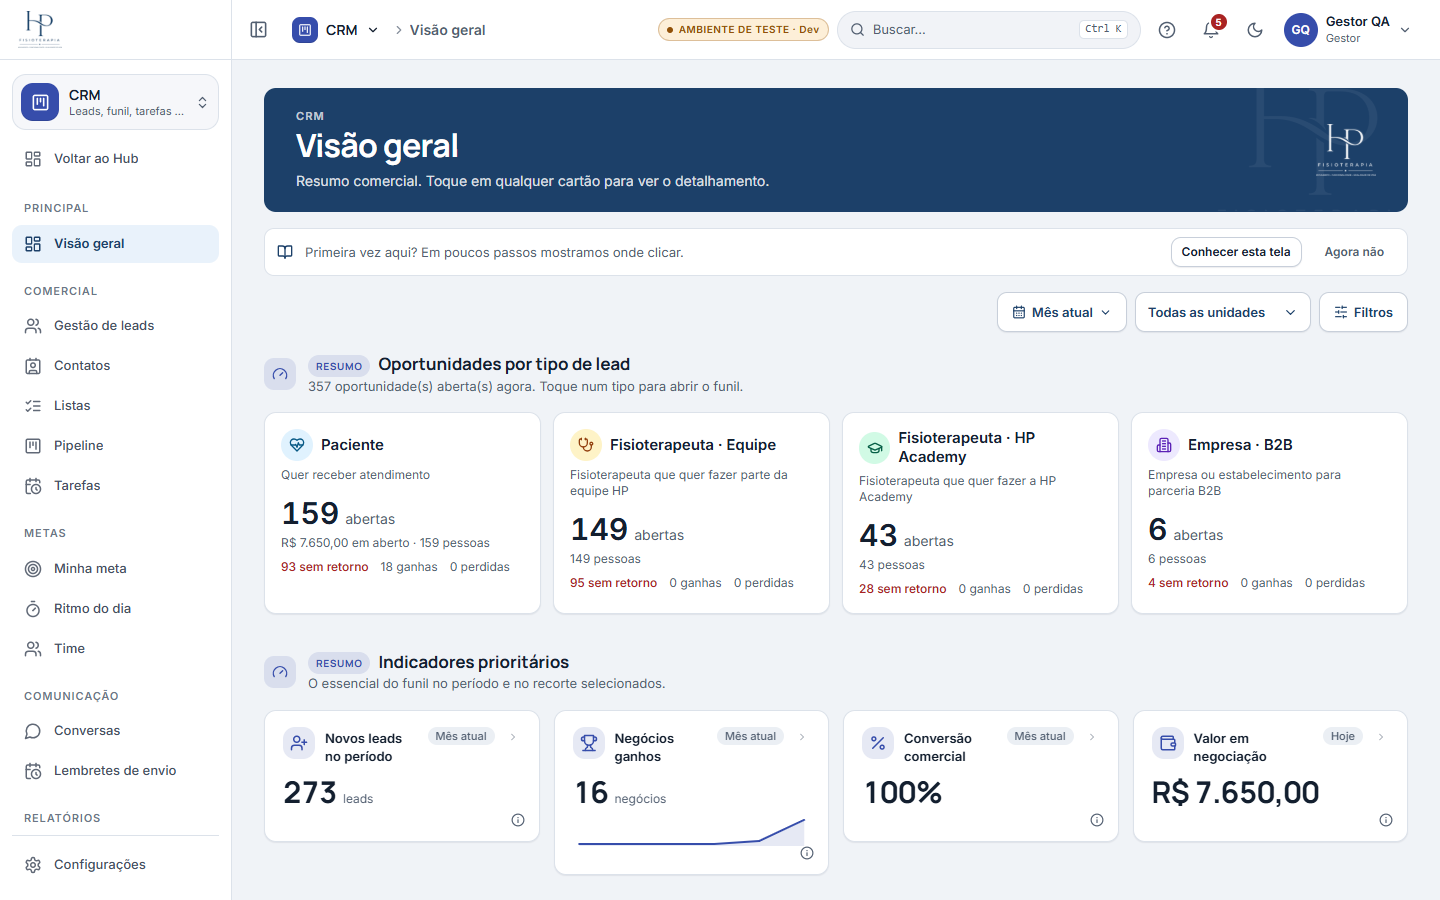 HP
FISIOTERAPIA
CRM
Visão geral
AMBIENTE DE TESTE · Dev
Buscar...
Ctrl K
5
GQ
Gestor QA
Gestor
CRM
Leads, funil, tarefas ...
Voltar ao Hub
PRINCIPAL
Visão geral
COMERCIAL
Gestão de leads
Contatos
Listas
Pipeline
Tarefas
METAS
Minha meta
Ritmo do dia
Time
COMUNICAÇÃO
Conversas
Lembretes de envio
RELATÓRIOS
Configurações
CRM
Visão geral
Resumo comercial. Toque em qualquer cartão para ver o detalhamento.
HP
FISIOTERAPIA
Primeira vez aqui? Em poucos passos mostramos onde clicar.
Conhecer esta tela
Agora não
Mês atual
Todas as unidades
Filtros
RESUMO
Oportunidades por tipo de lead
357 oportunidade(s) aberta(s) agora. Toque num tipo para abrir o funil.
Paciente
Quer receber atendimento
159 abertas
R$ 7.650,00 em aberto · 159 pessoas
93 sem retorno 18 ganhas 0 perdidas
Fisioterapeuta · Equipe
Fisioterapeuta que quer fazer parte da
equipe HP
149 abertas
149 pessoas
95 sem retorno 0 ganhas 0 perdidas
Fisioterapeuta · HP
Academy
Fisioterapeuta que quer fazer a HP
Academy
43 abertas
43 pessoas
28 sem retorno 0 ganhas 0 perdidas
Empresa · B2B
Empresa ou estabelecimento para
parceria B2B
6 abertas
6 pessoas
4 sem retorno 0 ganhas 0 perdidas
RESUMO
Indicadores prioritários
O essencial do funil no período e no recorte selecionados.
Novos leads
no período
Mês atual
273 leads
Negócios
ganhos
Mês atual
16 negócios
Conversão
comercial
Mês atual
100%
Valor em
negociação
Hoje
R$ 7.650,00